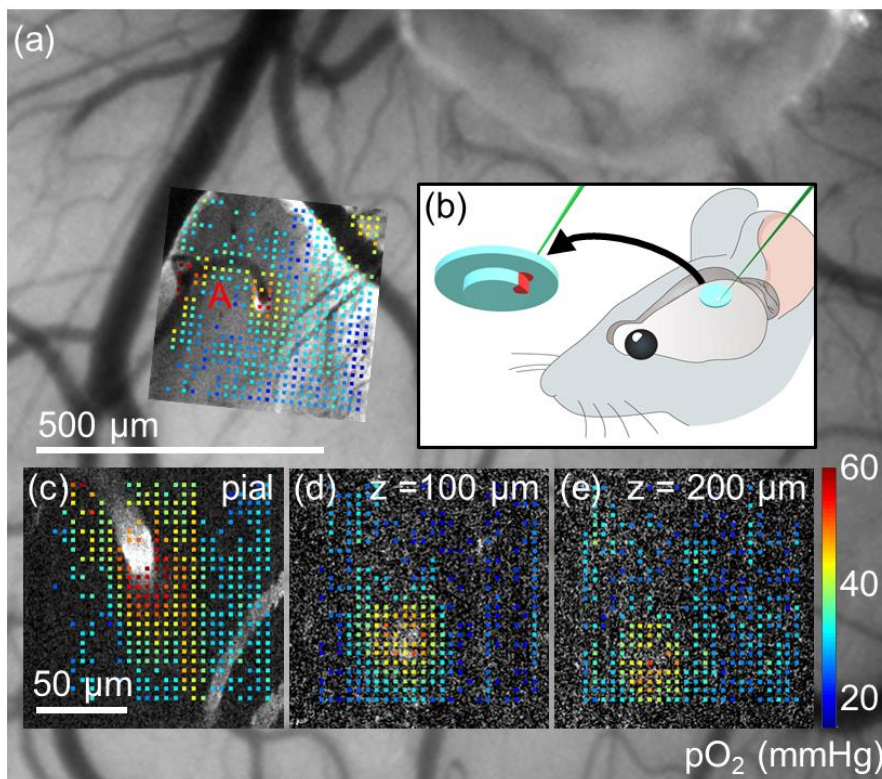 (a)
A
(b)
500 µm
(c) pial
(d) z =100 µm
(e) z = 200 µm
60
40
20
50 µm
pO₂ (mmHg)